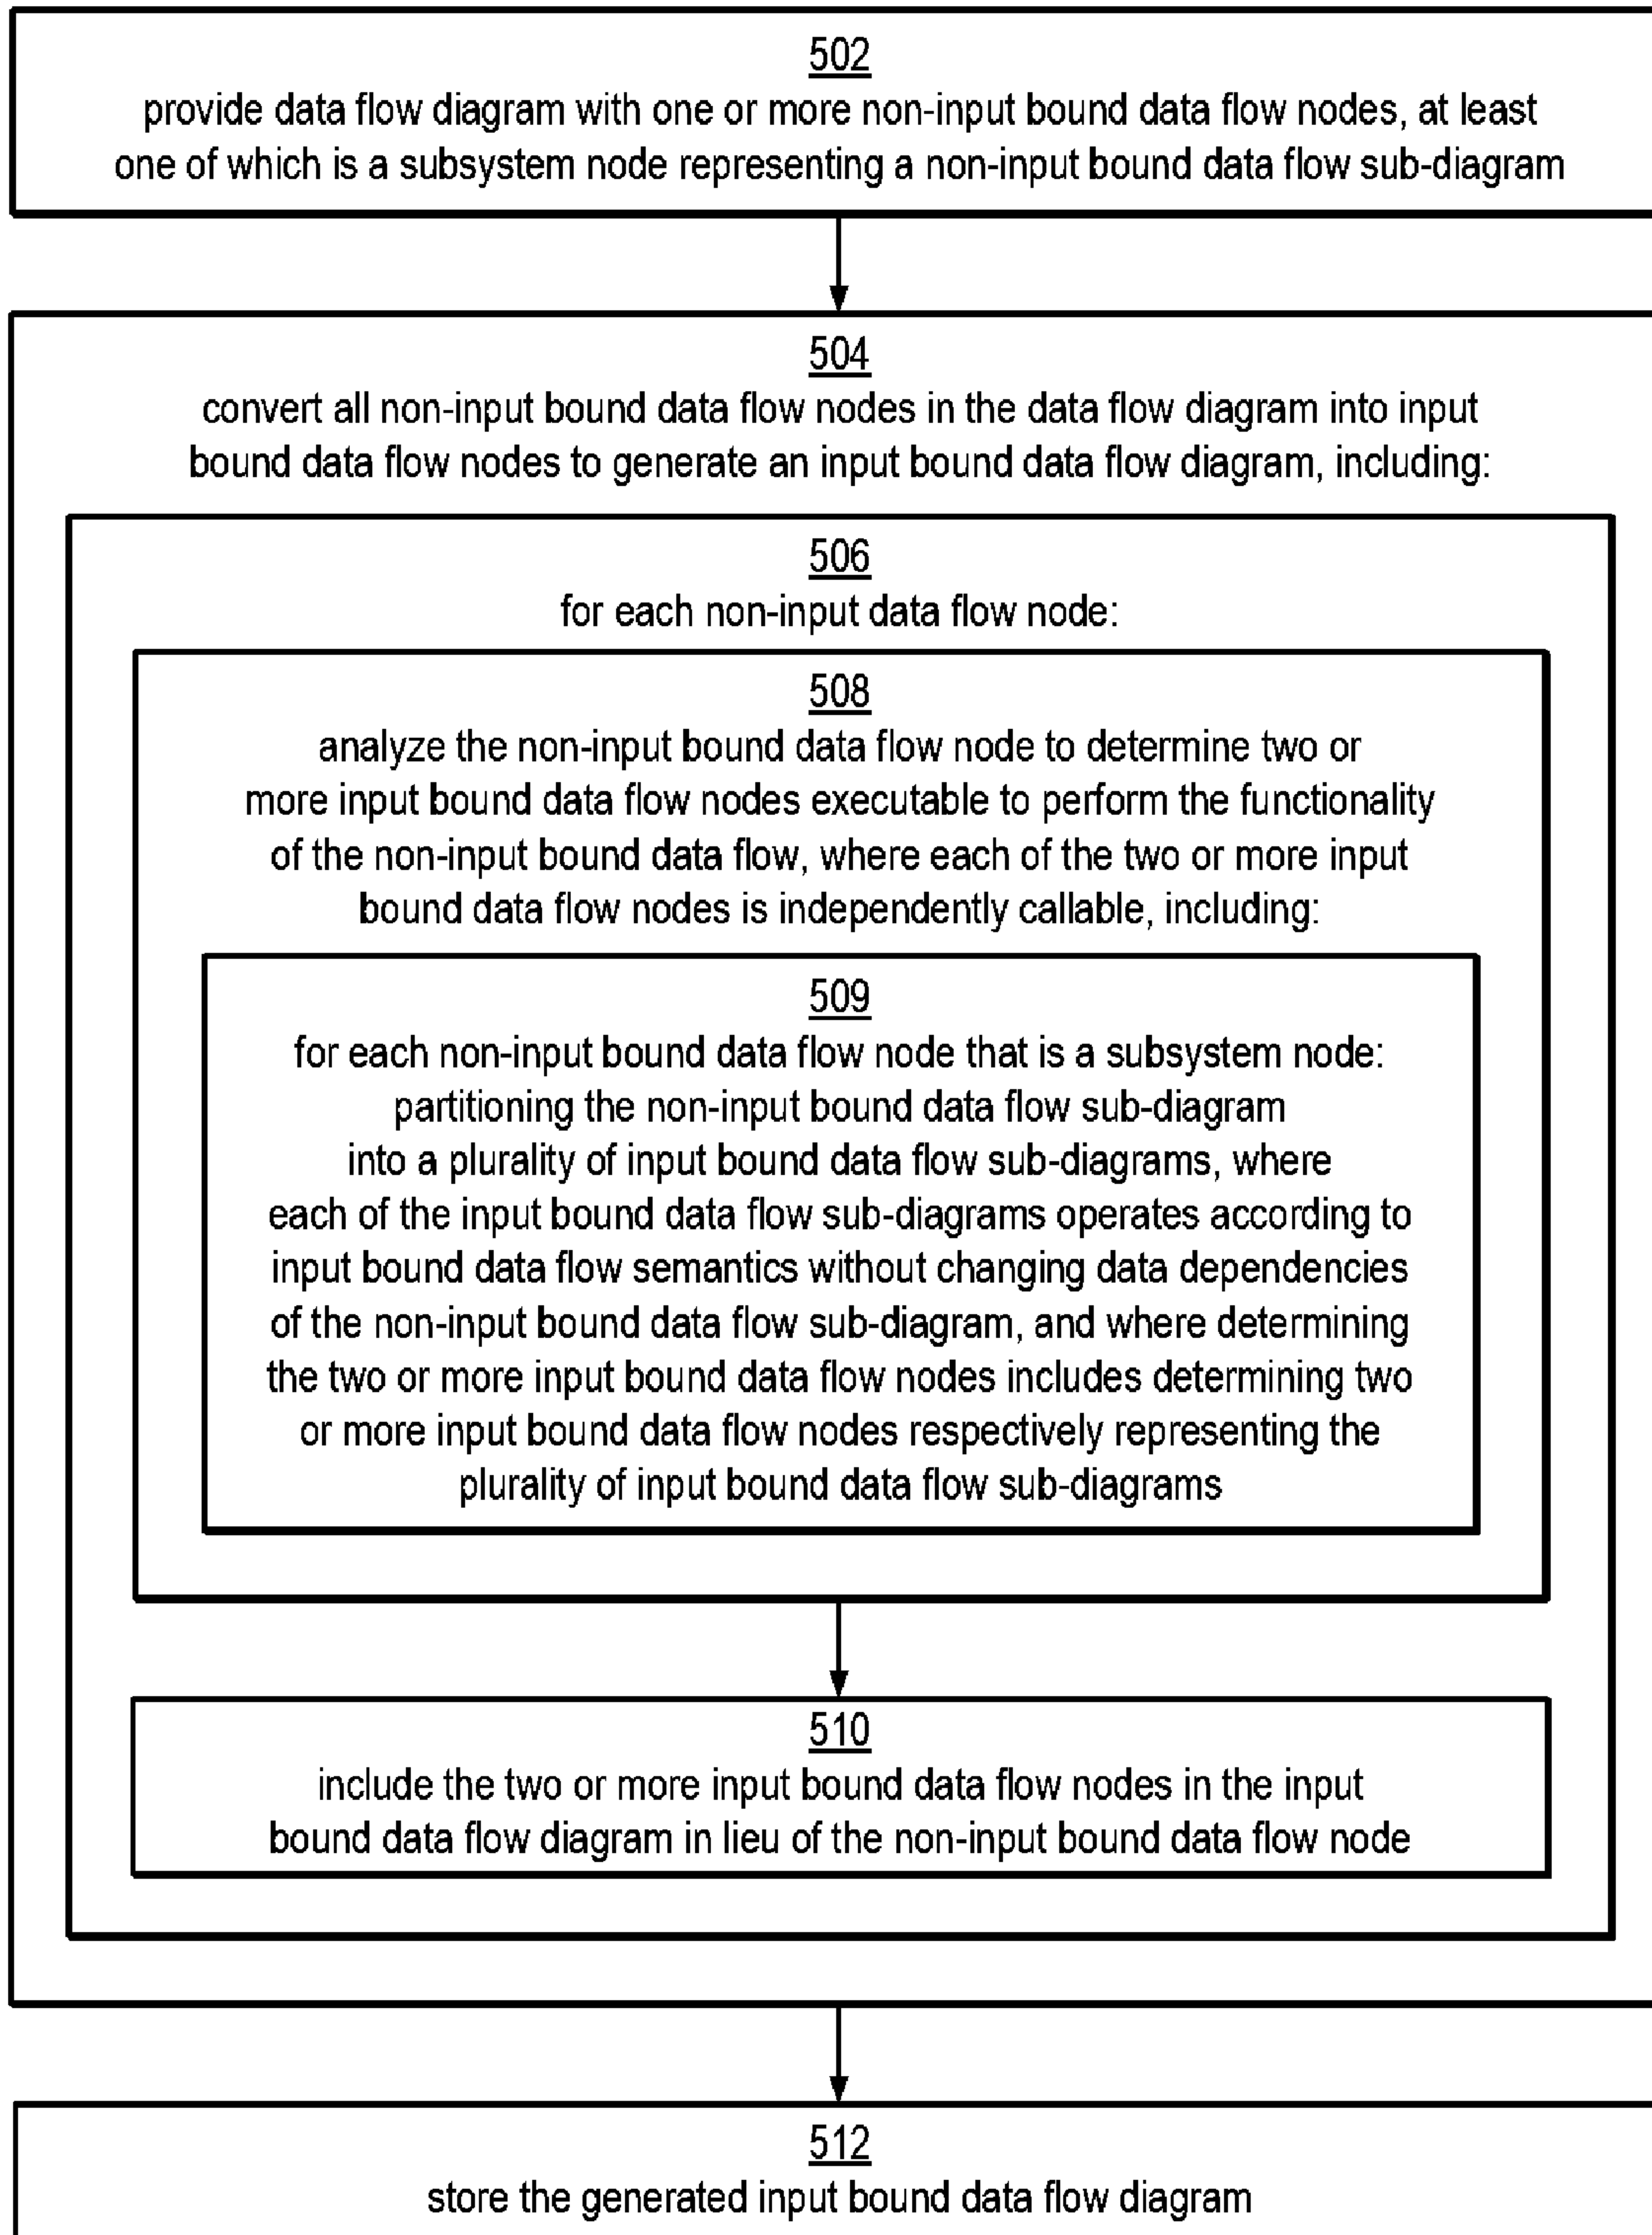 502
provide data flow diagram with one or more non-input bound data flow nodes, at least
one of which is a subsystem node representing a non-input bound data flow sub-diagram
504
convert all non-input bound data flow nodes in the data flow diagram into input
bound data flow nodes to generate an input bound data flow diagram, including:
506
for each non-input data flow node:
508
analyze the non-input bound data flow node to determine two or
more input bound data flow nodes executable to perform the functionality
of the non-input bound data flow, where each of the two or more input
bound data flow nodes is independently callable, including:
509
for each non-input bound data flow node that is a subsystem node:
partitioning the non-input bound data flow sub-diagram
into a plurality of input bound data flow sub-diagrams, where
each of the input bound data flow sub-diagrams operates according to
input bound data flow semantics without changing data dependencies
of the non-input bound data flow sub-diagram, and where determining
the two or more input bound data flow nodes includes determining two
or more input bound data flow nodes respectively representing the
plurality of input bound data flow sub-diagrams
510
include the two or more input bound data flow nodes in the input
bound data flow diagram in lieu of the non-input bound data flow node
512
store the generated input bound data flow diagram